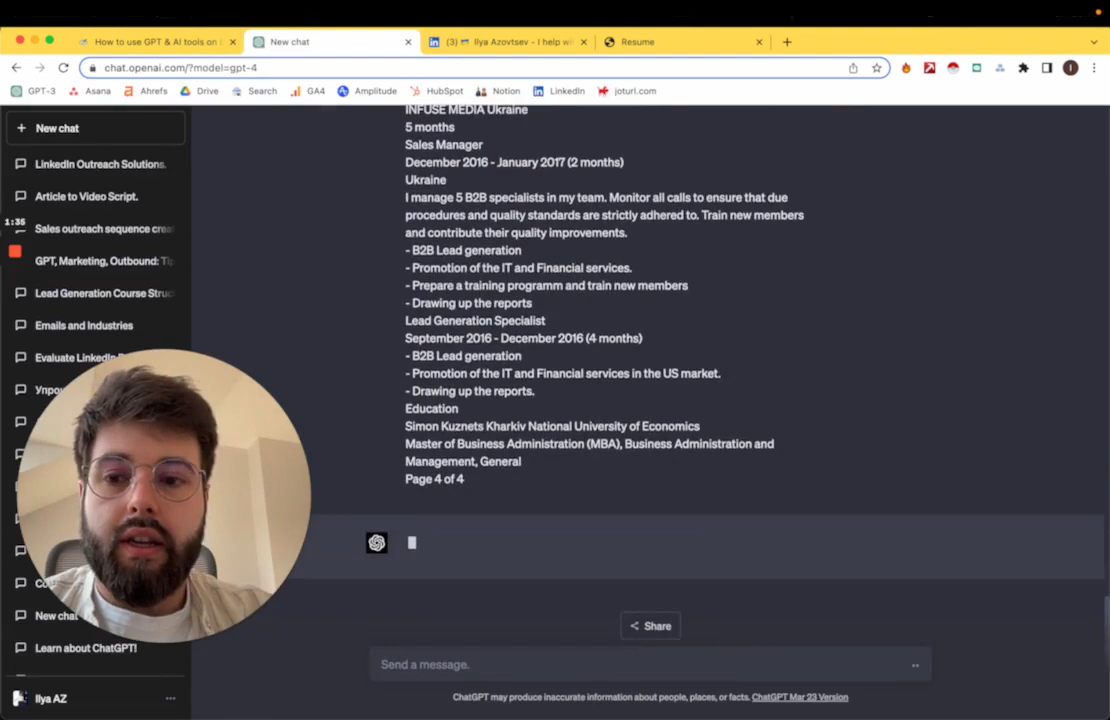 How to use GPT & AI tools on
New chat
(3) Ilya Azovtsev - I help wi
Resume
chat.openai.com/?model=gpt-4
GPT-3
Asana
Ahrefs
Drive
Search
GA4
Amplitude
HubSpot
Notion
LinkedIn
joturl.com
New chat
LinkedIn Outreach Solutions.
Article to Video Script.
1:35
Sales outreach sequence crea
GPT, Marketing, Outbound: Tip
Lead Generation Course Struc
Emails and Industries
Evaluate LinkedIn
New chat
Learn about ChatGPT!
Ilya AZ
INFUSE MEDIA Ukraine
5 months
Sales Manager
December 2016 - January 2017 (2 months)
Ukraine
I manage 5 B2B specialists in my team. Monitor all calls to ensure that due
procedures and quality standards are strictly adhered to. Train new members
and contribute their quality improvements.
- B2B Lead generation
- Promotion of the IT and Financial services.
- Prepare a training programm and train new members
- Drawing up the reports
Lead Generation Specialist
September 2016 - December 2016 (4 months)
- B2B Lead generation
- Promotion of the IT and Financial services in the US market.
- Drawing up the reports.
Education
Simon Kuznets Kharkiv National University of Economics
Master of Business Administration (MBA), Business Administration and
Management, General
Page 4 of 4
Share
Send a message.
ChatGPT may produce inaccurate information about people, places, or facts. ChatGPT Mar 23 Version